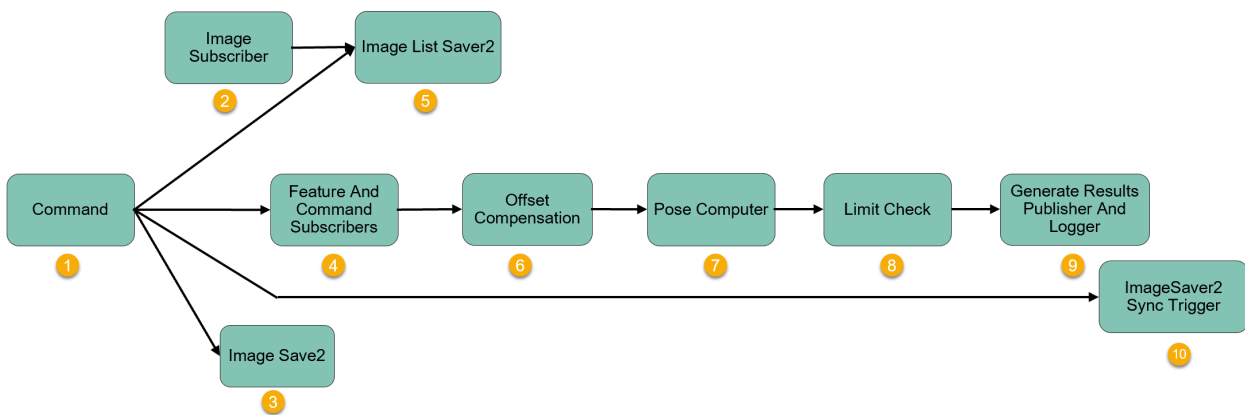 Image
Subscriber
2
Image List Saver2
5
Command
1
Feature And
Command
Subscribers
4
Offset
Compensation
6
Pose Computer
7
Limit Check
8
Generate Results
Publisher And
Logger
9
ImageSaver2
Sync Trigger
10
Image Save2
3